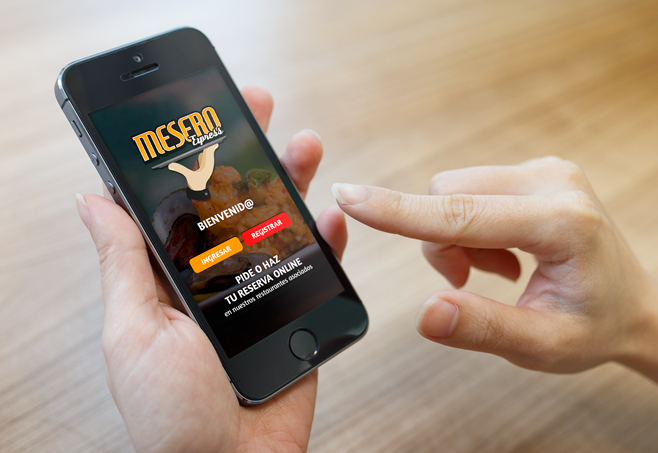 MESERO
Express
BIENVENID@
INGRESAR
REGISTRAR
PIDE O HAZ
TU RESERVA ONLINE
en nuestros restaurantes asociados